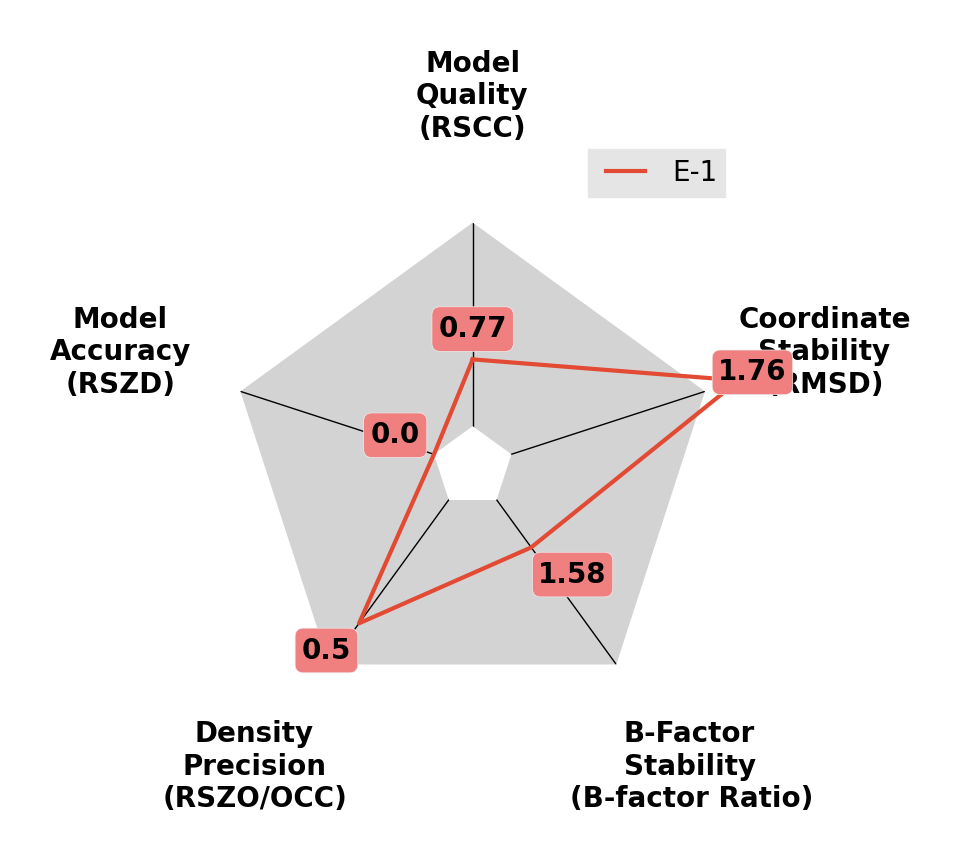 Model
Quality
(RSCC)
E-1
Model
Accuracy
(RSZD)
Coordinate
Stability
(RMSD)
0.77
1.76
0.0
1.58
0.5
Density
Precision
(RSZO/OCC)
B-Factor
Stability
(B-factor Ratio)